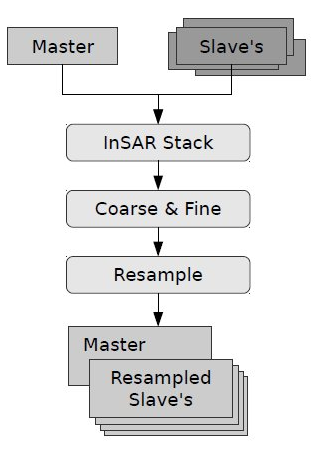 Master
Slave's
InSAR Stack
Coarse & Fine
Resample
Master
Resampled
Slave's